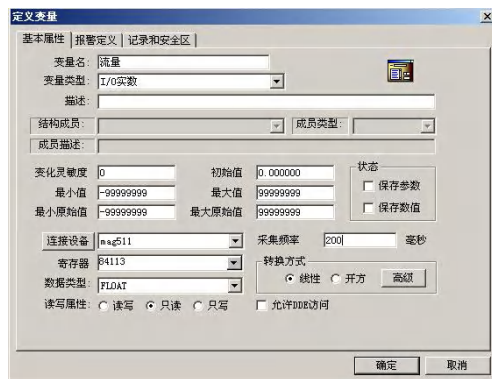 定义变量
基本属性 报警定义 记录和安全区
变量名: 流量
变量类型: I/O实数
描述:
结构成员: 成员类型:
成员描述:
变化灵敏度 0 初始值 0.000000 状态
最小值 -99999999 最大值 99999999 保存参数
最小原始值 -99999999 最大原始值 99999999 保存数值
连接设备 mag511 采集频率 200 毫秒
寄存器 84113 转换方式
数据类型: FLOAT 线性 开方 高级
读写属性: 读写 只读 只写 允许DDE访问
确定 取消